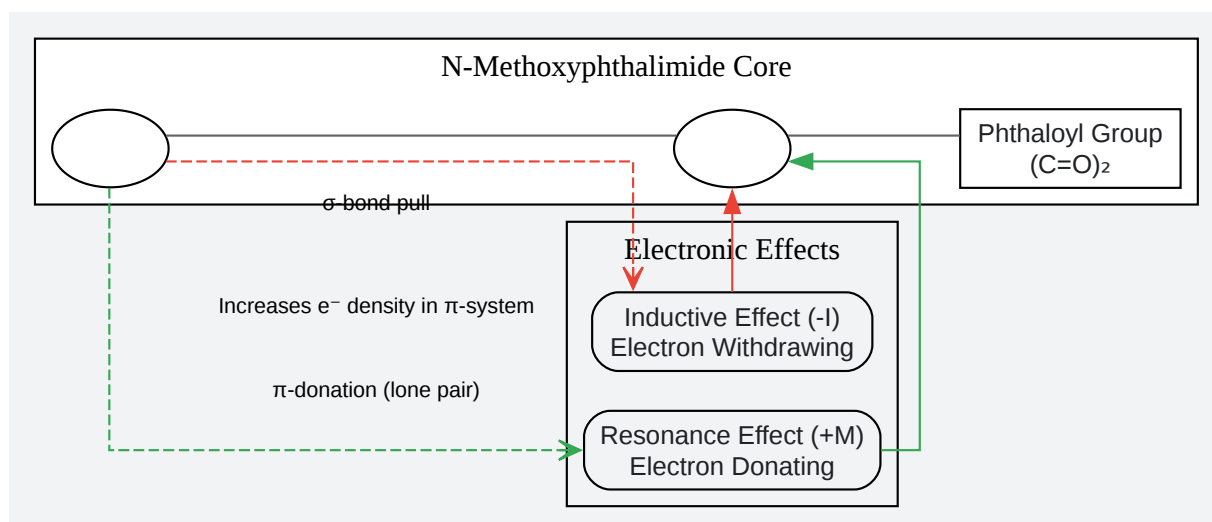 N-Methoxyphthalimide Core
Phthaloyl Group
(C=O)₂
σ-bond pull
Electronic Effects
Increases e⁻ density in π-system
Inductive Effect (-I)
Electron Withdrawing
π-donation (lone pair)
Resonance Effect (+M)
Electron Donating